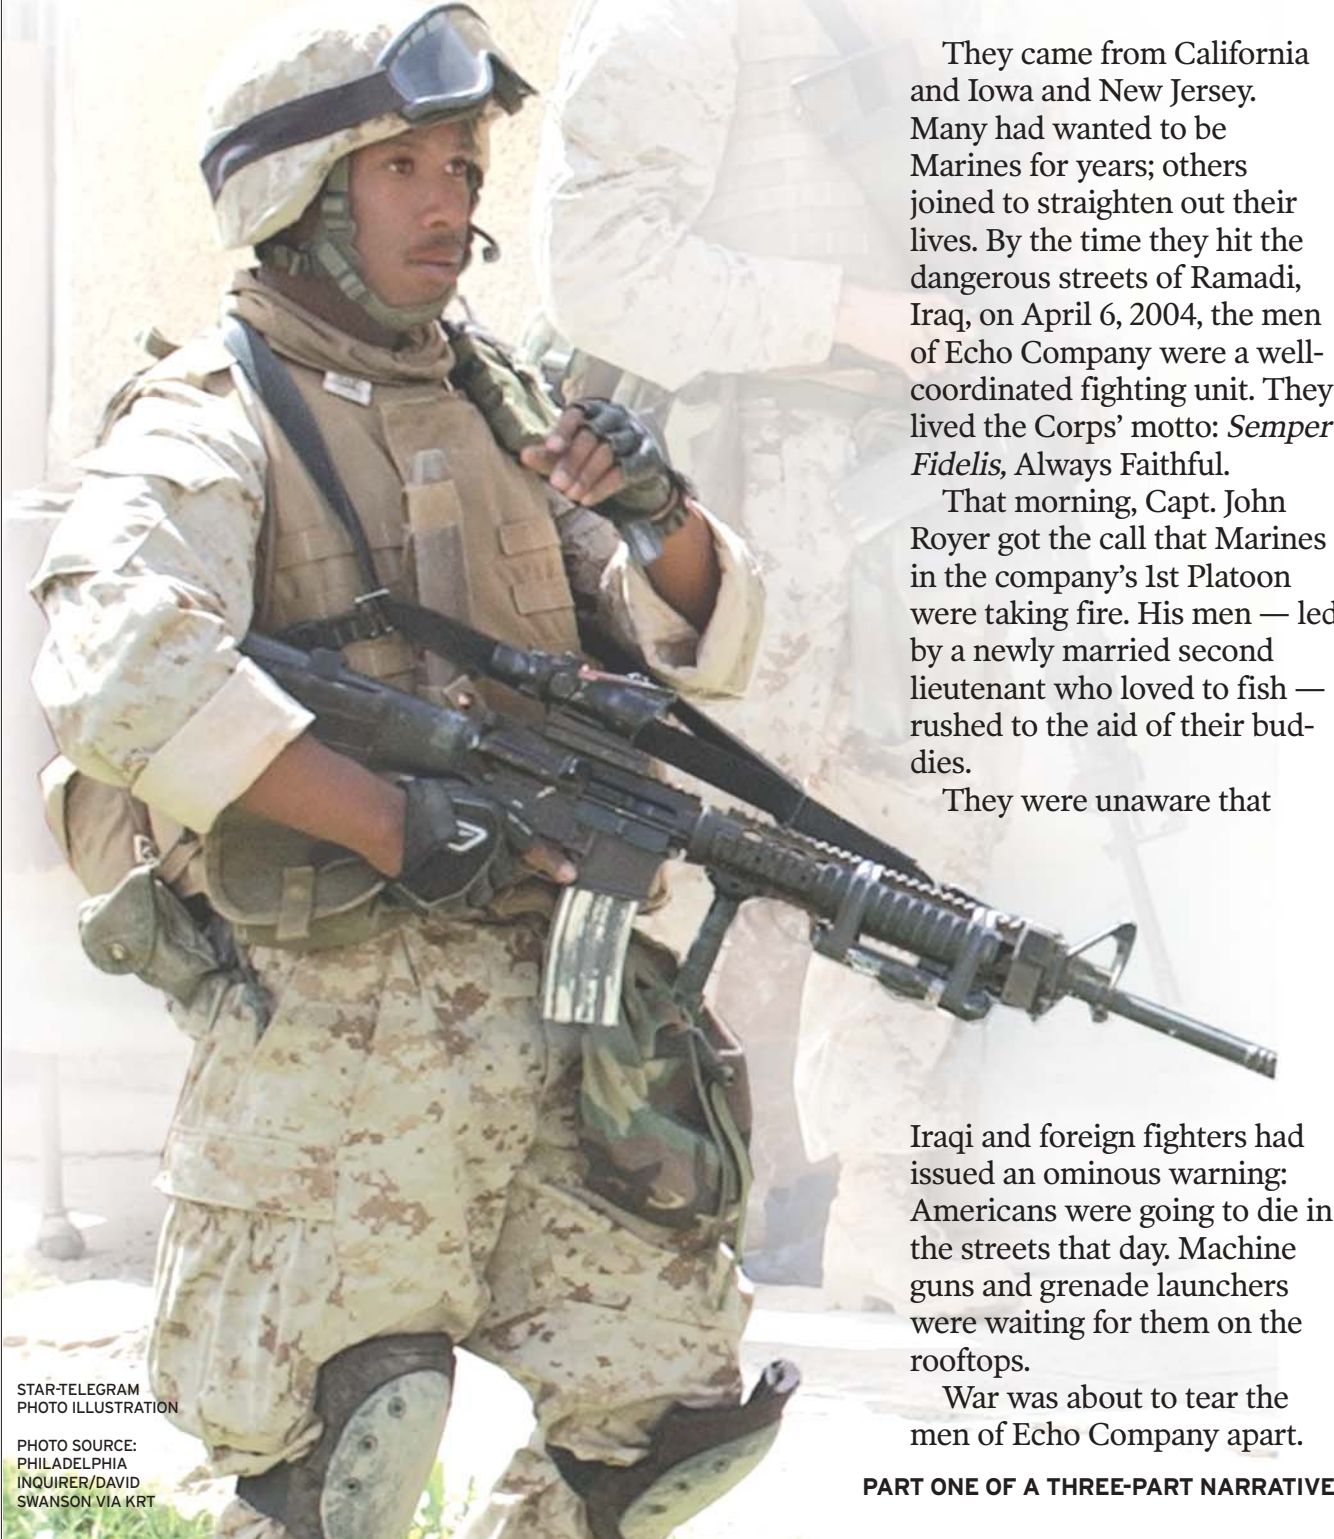 They came from California
and Iowa and New Jersey.
Many had wanted to be
Marines for years; others
joined to straighten out their
lives. By the time they hit the
dangerous streets of Ramadi,
Iraq, on April 6, 2004, the men
of Echo Company were a well-
coordinated fighting unit. They
lived the Corps’ motto: Semper
Fidelis, Always Faithful.
That morning, Capt. John
Royer got the call that Marines
in the company’s 1st Platoon
were taking fire. His men — led
by a newly married second
lieutenant who loved to fish —
rushed to the aid of their bud-
dies.
They were unaware that
Iraqi and foreign fighters had
issued an ominous warning:
Americans were going to die in
the streets that day. Machine
guns and grenade launchers
were waiting for them on the
rooftops.
War was about to tear the
men of Echo Company apart.
PART ONE OF A THREE-PART NARRATIVE
STAR-TELEGRAM
PHOTO ILLUSTRATION
PHOTO SOURCE:
PHILADELPHIA
INQUIRER/DAVID
SWANSON VIA KRT